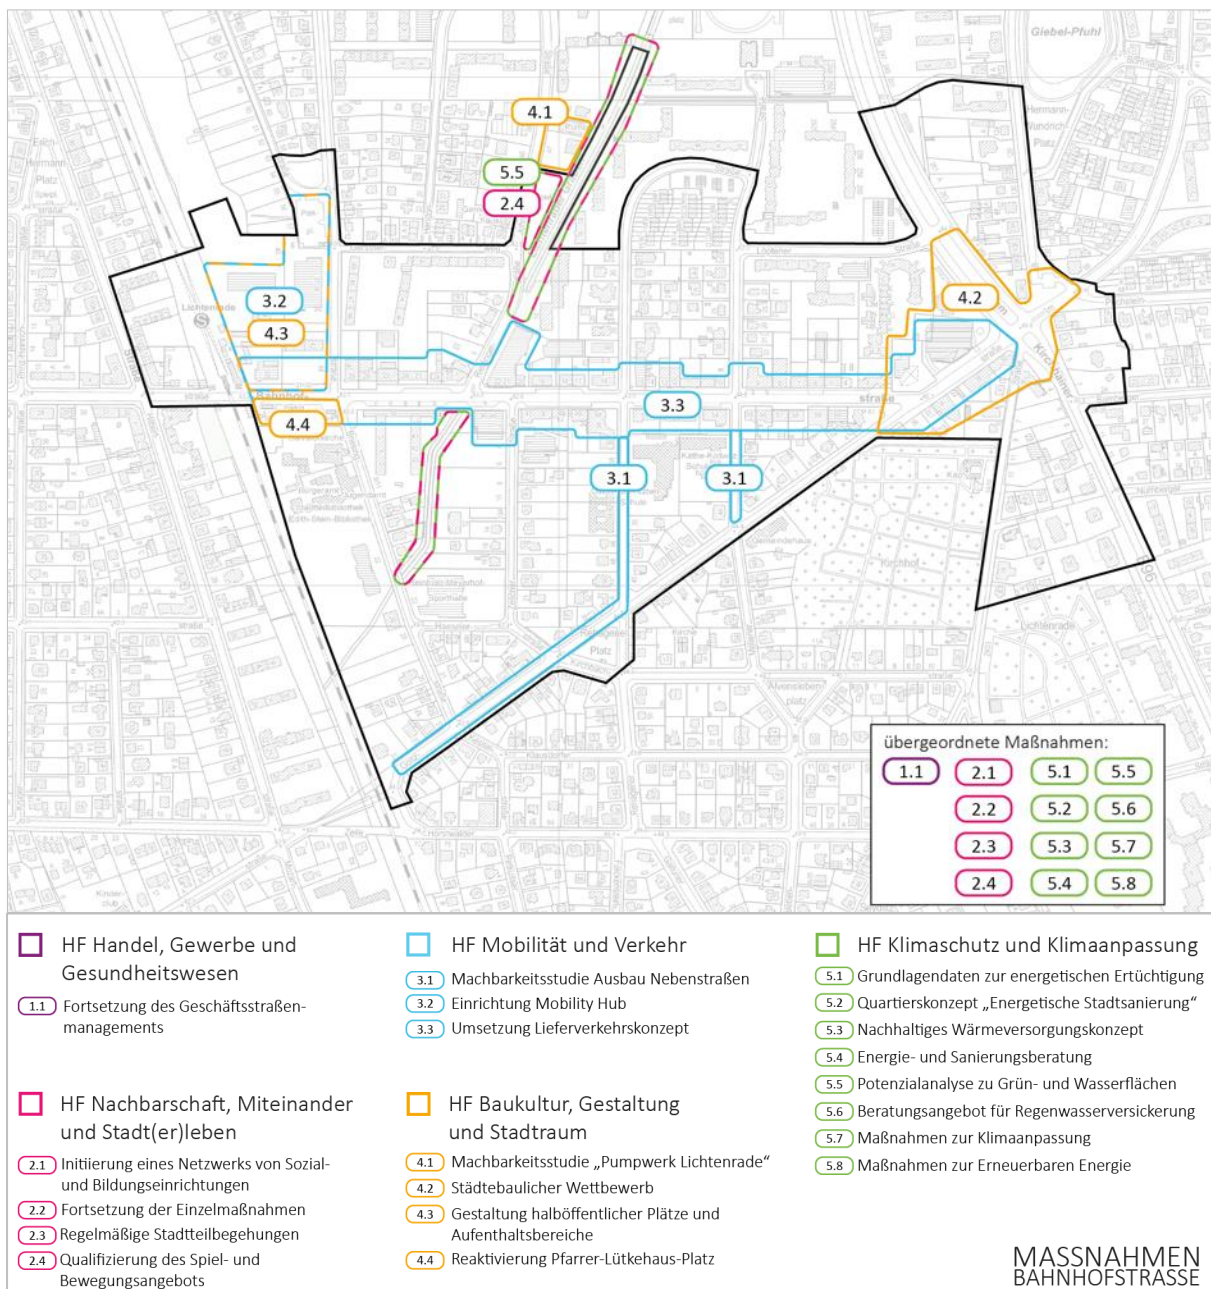 platz
Giebel-Pfuhl
4.1
5.5
2.4
Lichtenrade
S
3.2
4.3
4.2
4.4
3.3
straße
3.1
3.1
Kirchhof
Platz
Kirche
Lichtenrade
übergeordnete Maßnahmen:
1.1 2.1 5.1 5.5
2.2 5.2 5.6
2.3 5.3 5.7
2.4 5.4 5.8
HF Handel, Gewerbe und
Gesundheitswesen
1.1 Fortsetzung des Geschäftsstraßen-
managements
HF Nachbarschaft, Miteinander
und Stadt(er)leben
2.1 Initiierung eines Netzwerks von Sozial-
und Bildungseinrichtungen
2.2 Fortsetzung der Einzelmaßnahmen
2.3 Regelmäßige Stadtteilbegehungen
2.4 Qualifizierung des Spiel- und
Bewegungsangebots
HF Mobilität und Verkehr
3.1 Machbarkeitsstudie Ausbau Nebenstraßen
3.2 Einrichtung Mobility Hub
3.3 Umsetzung Lieferverkehrskonzept
HF Baukultur, Gestaltung
und Stadtraum
4.1 Machbarkeitsstudie „Pumpwerk Lichtenrade“
4.2 Städtebaulicher Wettbewerb
4.3 Gestaltung halböffentlicher Plätze und
Aufenthaltsbereiche
4.4 Reaktivierung Pfarrer-Lütkehaus-Platz
HF Klimaschutz und Klimaanpassung
5.1 Grundlagendaten zur energetischen Ertüchtigung
5.2 Quartierskonzept „Energetische Stadtsanierung“
5.3 Nachhaltiges Wärmeversorgungskonzept
5.4 Energie- und Sanierungsberatung
5.5 Potenzialanalyse zu Grün- und Wasserflächen
5.6 Beratungsangebot für Regenwasserversickerung
5.7 Maßnahmen zur Klimaanpassung
5.8 Maßnahmen zur Erneuerbaren Energie
MASSNAHMEN
BAHNHOFSTRASSE